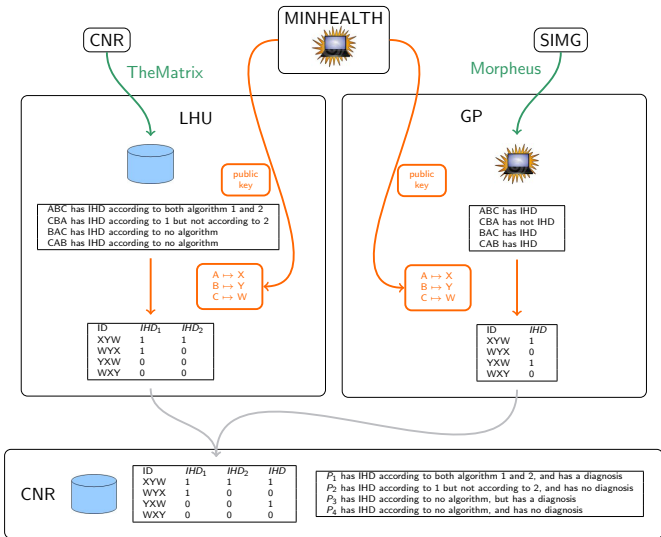 MINHEALTH
CNR
SIMG
TheMatrix
Morpheus
LHU
GP
public
key
public
key
ABC has IHD according to both algorithm 1 and 2
CBA has IHD according to 1 but not according to 2
BAC has IHD according to no algorithm
CAB has IHD according to no algorithm
ABC has IHD
CBA has not IHD
BAC has IHD
CAB has IHD
A ↦ X
B ↦ Y
C ↦ W
A ↦ X
B ↦ Y
C ↦ W
ID IHD₁ IHD₂
XYW 1 1
WYX 1 0
YXW 0 0
WXY 0 0
ID IHD
XYW 1
WYX 0
YXW 1
WXY 0
CNR
ID IHD₁ IHD₂ IHD
XYW 1 1 1
WYX 1 0 0
YXW 0 0 1
WXY 0 0 0
P₁ has IHD according to both algorithm 1 and 2, and has a diagnosis
P₂ has IHD according to 1 but not according to 2, and has no diagnosis
P₃ has IHD according to no algorithm, but has a diagnosis
P₄ has IHD according to no algorithm, and has no diagnosis